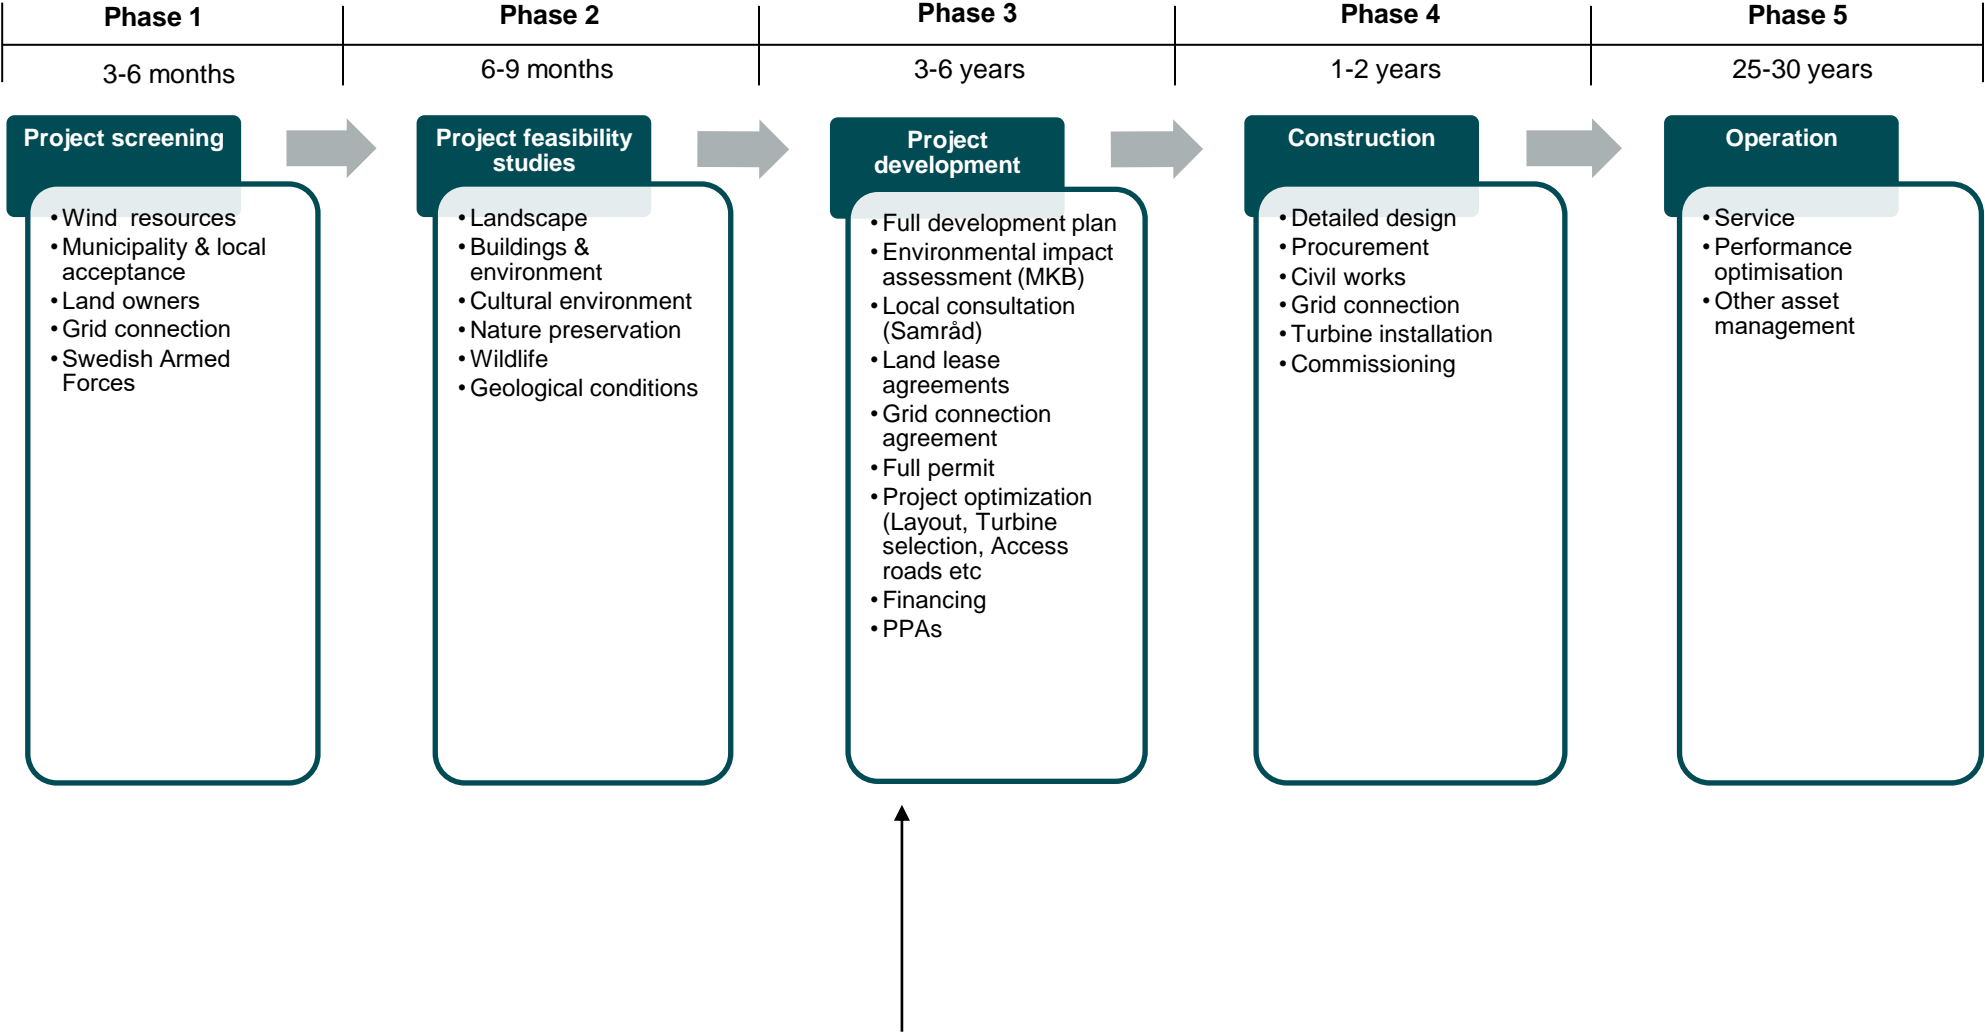 Phase 1
Phase 2
Phase 3
Phase 4
Phase 5
3-6 months
6-9 months
3-6 years
1-2 years
25-30 years
Project screening
• Wind  resources
• Municipality & local
acceptance
• Land owners
• Grid connection
• Swedish Armed
Forces
Project feasibility
studies
• Landscape
• Buildings &
environment
• Cultural environment
• Nature preservation
• Wildlife
• Geological conditions
Project
development
• Full development plan
• Environmental impact
assessment (MKB)
• Local consultation
(Samråd)
• Land lease
agreements
• Grid connection
agreement
• Full permit
• Project optimization
(Layout, Turbine
selection, Access
roads etc
• Financing
• PPAs
Construction
• Detailed design
• Procurement
• Civil works
• Grid connection
• Turbine installation
• Commissioning
Operation
• Service
• Performance
optimisation
• Other asset
management